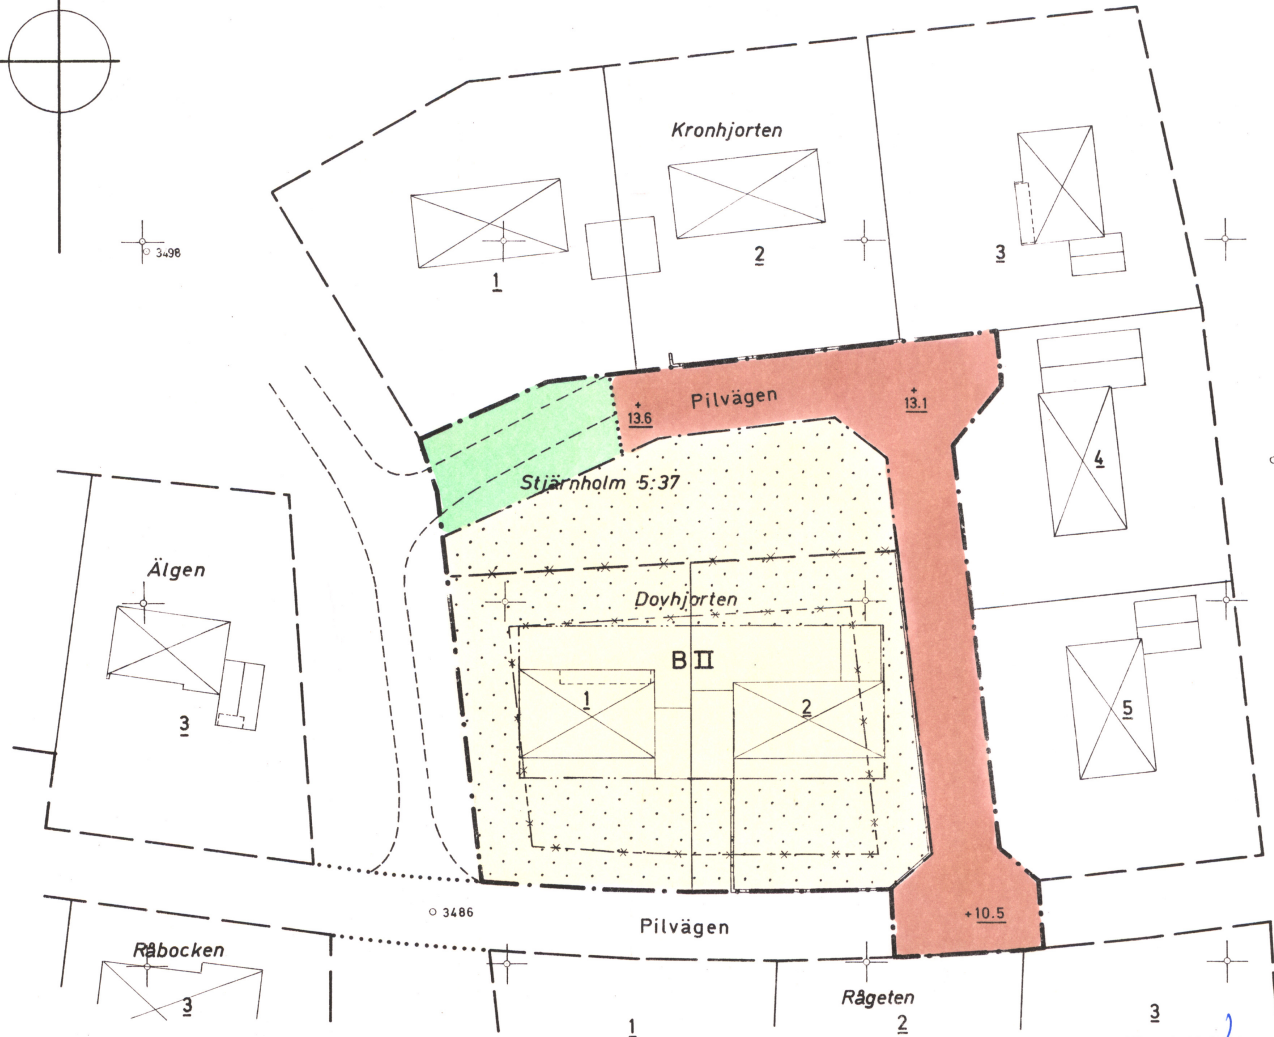 Kronhjorten
3498
1
2
3
Pilvägen
+
13.6
+
13.1
4
Stjärnholm 5:37
Älgen
Dovhjorten
B II
1
2
3
5
3486
Pilvägen
+10.5
Råbocken
3
Rågeten
1
2
3